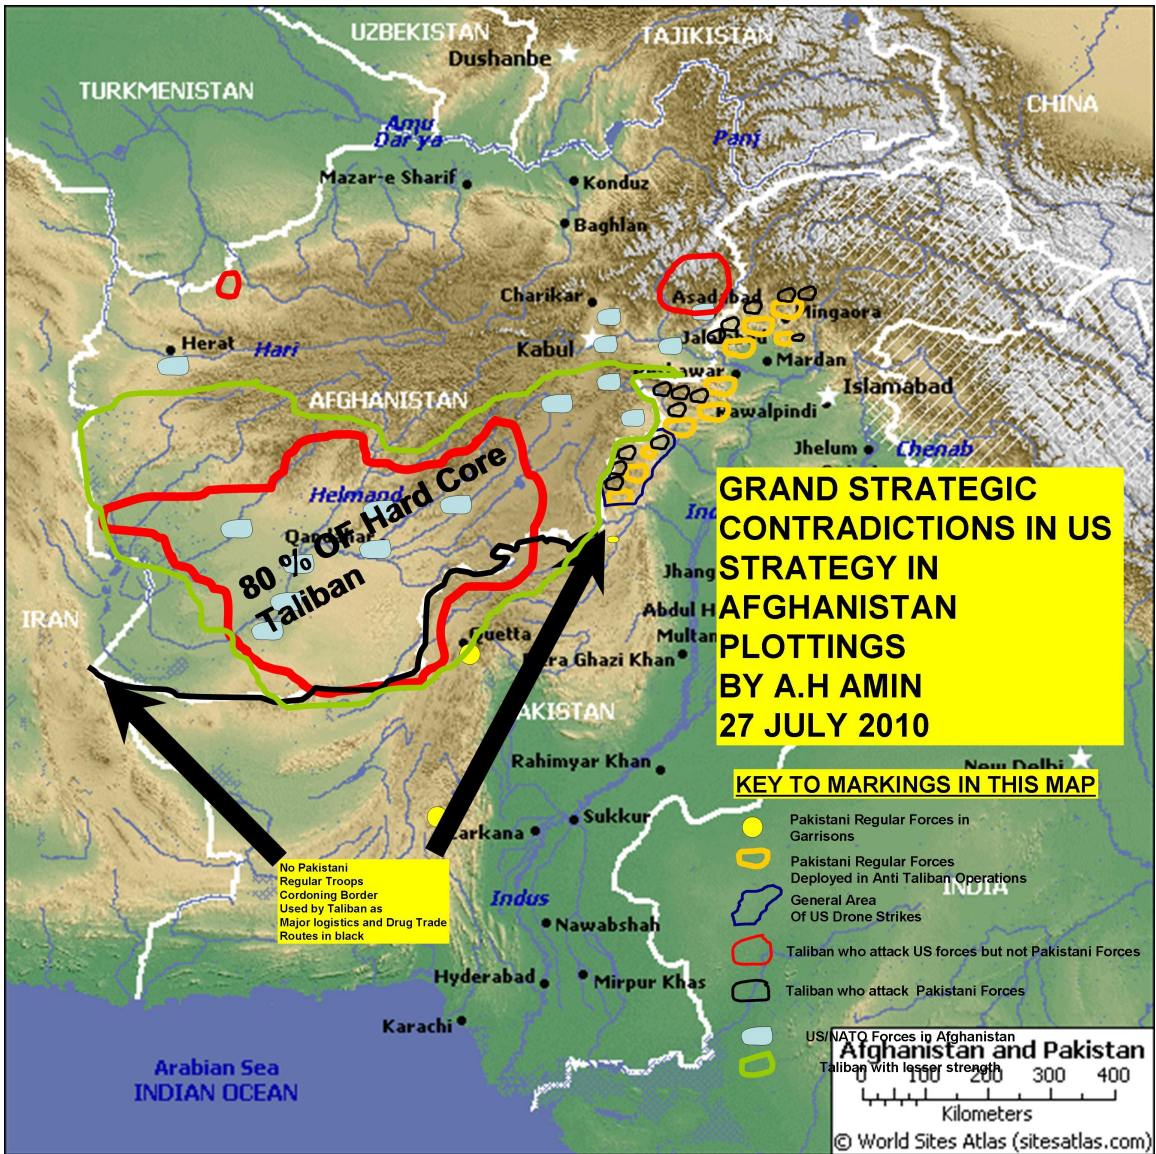 UZBEKISTAN
TAJIKISTAN
Dushanbe
TURKMENISTAN
CHINA
Amu
Darya
Panj
Mazar-e Sharif
Konduz
Baghlan
Charikar
Asadabad
Mingaora
Herat
Hari
Kabul
Mardan
Islamabad
AFGHANISTAN
Rawalpindi
Jhelum
Chenab
Helmand
80 % OF Hard Core
Taliban
GRAND STRATEGIC
CONTRADICTIONS IN US
STRATEGY IN
AFGHANISTAN
PLOTTINGS
BY A.H AMIN
27 JULY 2010
Jhang
Abdul H
Multan
IRAN
Quetta
Dera Ghazi Khan
AKISTAN
Rahimyar Khan
New Delhi
KEY TO MARKINGS IN THIS MAP
Pakistani Regular Forces in
Garrisons
Pakistani Regular Forces
Deployed in Anti Taliban Operations
INDIA
General Area
Of US Drone Strikes
Taliban who attack US forces but not Pakistani Forces
Taliban who attack Pakistani Forces
US/NATO Forces in Afghanistan
Taliban with lesser strength
Sukkur
Larkana
No Pakistani
Regular Troops
Cordoning Border
Used by Taliban as
Major logistics and Drug Trade
Routes in black
Indus
Nawabshah
Hyderabad
Mirpur Khas
Karachi
Arabian Sea
INDIAN OCEAN
Afghanistan and Pakistan
0 100 200 300 400
Kilometers
© World Sites Atlas (sitesatlas.com)